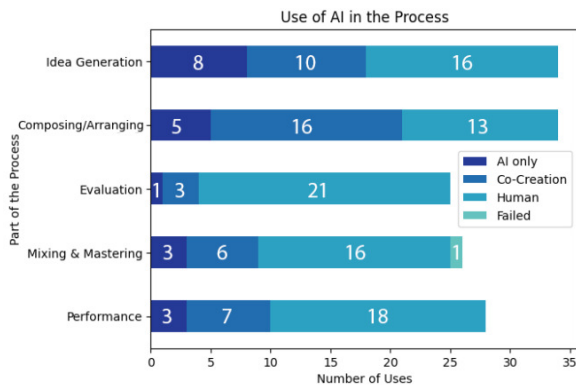 Use of AI in the Process
Idea Generation
8 10 16
Composing/Arranging
5 16 13
AI only
Co-Creation
Human
Failed
Evaluation
1 3 21
Mixing & Mastering
3 6 16 1
Performance
3 7 18
Part of the Process
0 5 10 15 20 25 30 35
Number of Uses